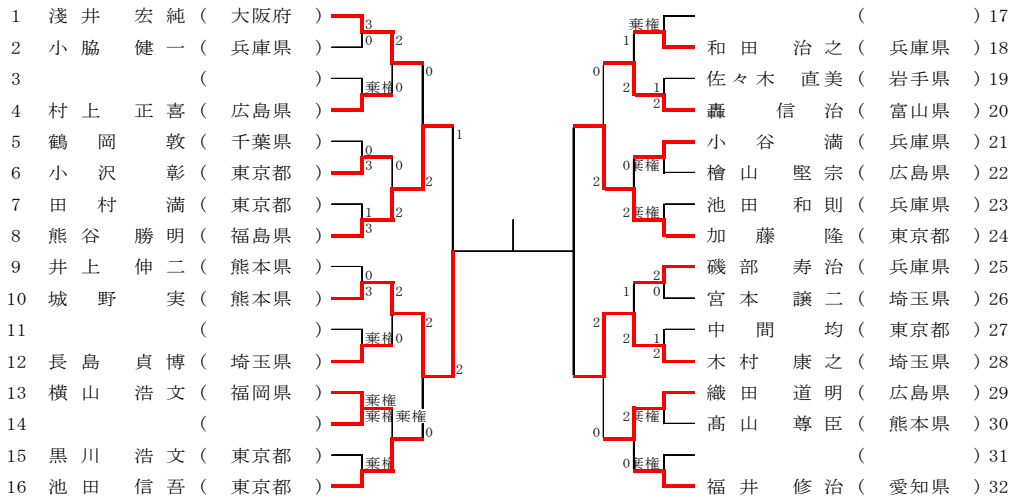 1 淺井 宏純 ( 大阪府 )
3
0
2
2 小脇 健一 ( 兵庫県 )
0
3 ( )
棄権
0
4 村上 正喜 ( 広島県 )
1
5 鶴岡 敦 ( 千葉県 )
0
3
0
6 小沢 彰 ( 東京都 )
2
7 田村 満 ( 東京都 )
1
3
2
8 熊谷 勝明 ( 福島県 )
9 井上 伸二 ( 熊本県 )
0
3
2
10 城野 実 ( 熊本県 )
2
11 ( )
棄権
0
12 長島 貞博 ( 埼玉県 )
2
13 横山 浩文 ( 福岡県 )
棄権
棄権
棄権
14 ( )
0
15 黒川 浩文 ( 東京都 )
棄権
16 池田 信吾 ( 東京都 )
( ) 17
棄権
1
和田 治之 ( 兵庫県 ) 18
0
佐々木 直美 ( 岩手県 ) 19
1
2
2
轟 信治 ( 富山県 ) 20
小谷 満 ( 兵庫県 ) 21
棄権
0
檜山 堅宗 ( 広島県 ) 22
2
池田 和則 ( 兵庫県 ) 23
棄権
2
加藤 隆 ( 東京都 ) 24
磯部 寿治 ( 兵庫県 ) 25
2
0
1
宮本 譲二 ( 埼玉県 ) 26
2
中間 均 ( 東京都 ) 27
1
2
2
木村 康之 ( 埼玉県 ) 28
織田 道明 ( 広島県 ) 29
棄権
2
髙山 尊臣 ( 熊本県 ) 30
0
( ) 31
棄権
0
福井 修治 ( 愛知県 ) 32